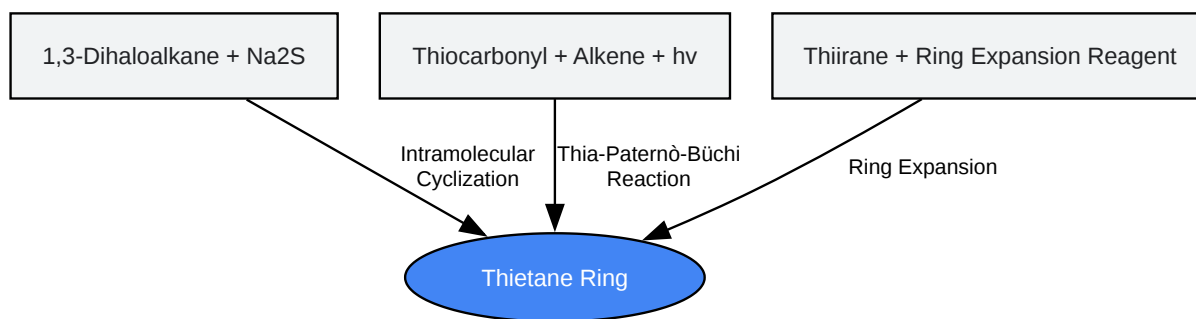 1,3-Dihaloalkane + Na2S
Thiocarbonyl + Alkene + hv
Thiirane + Ring Expansion Reagent
Intramolecular
Cyclization
Thia-Paternò-Büchi
Reaction
Ring Expansion
Thietane Ring